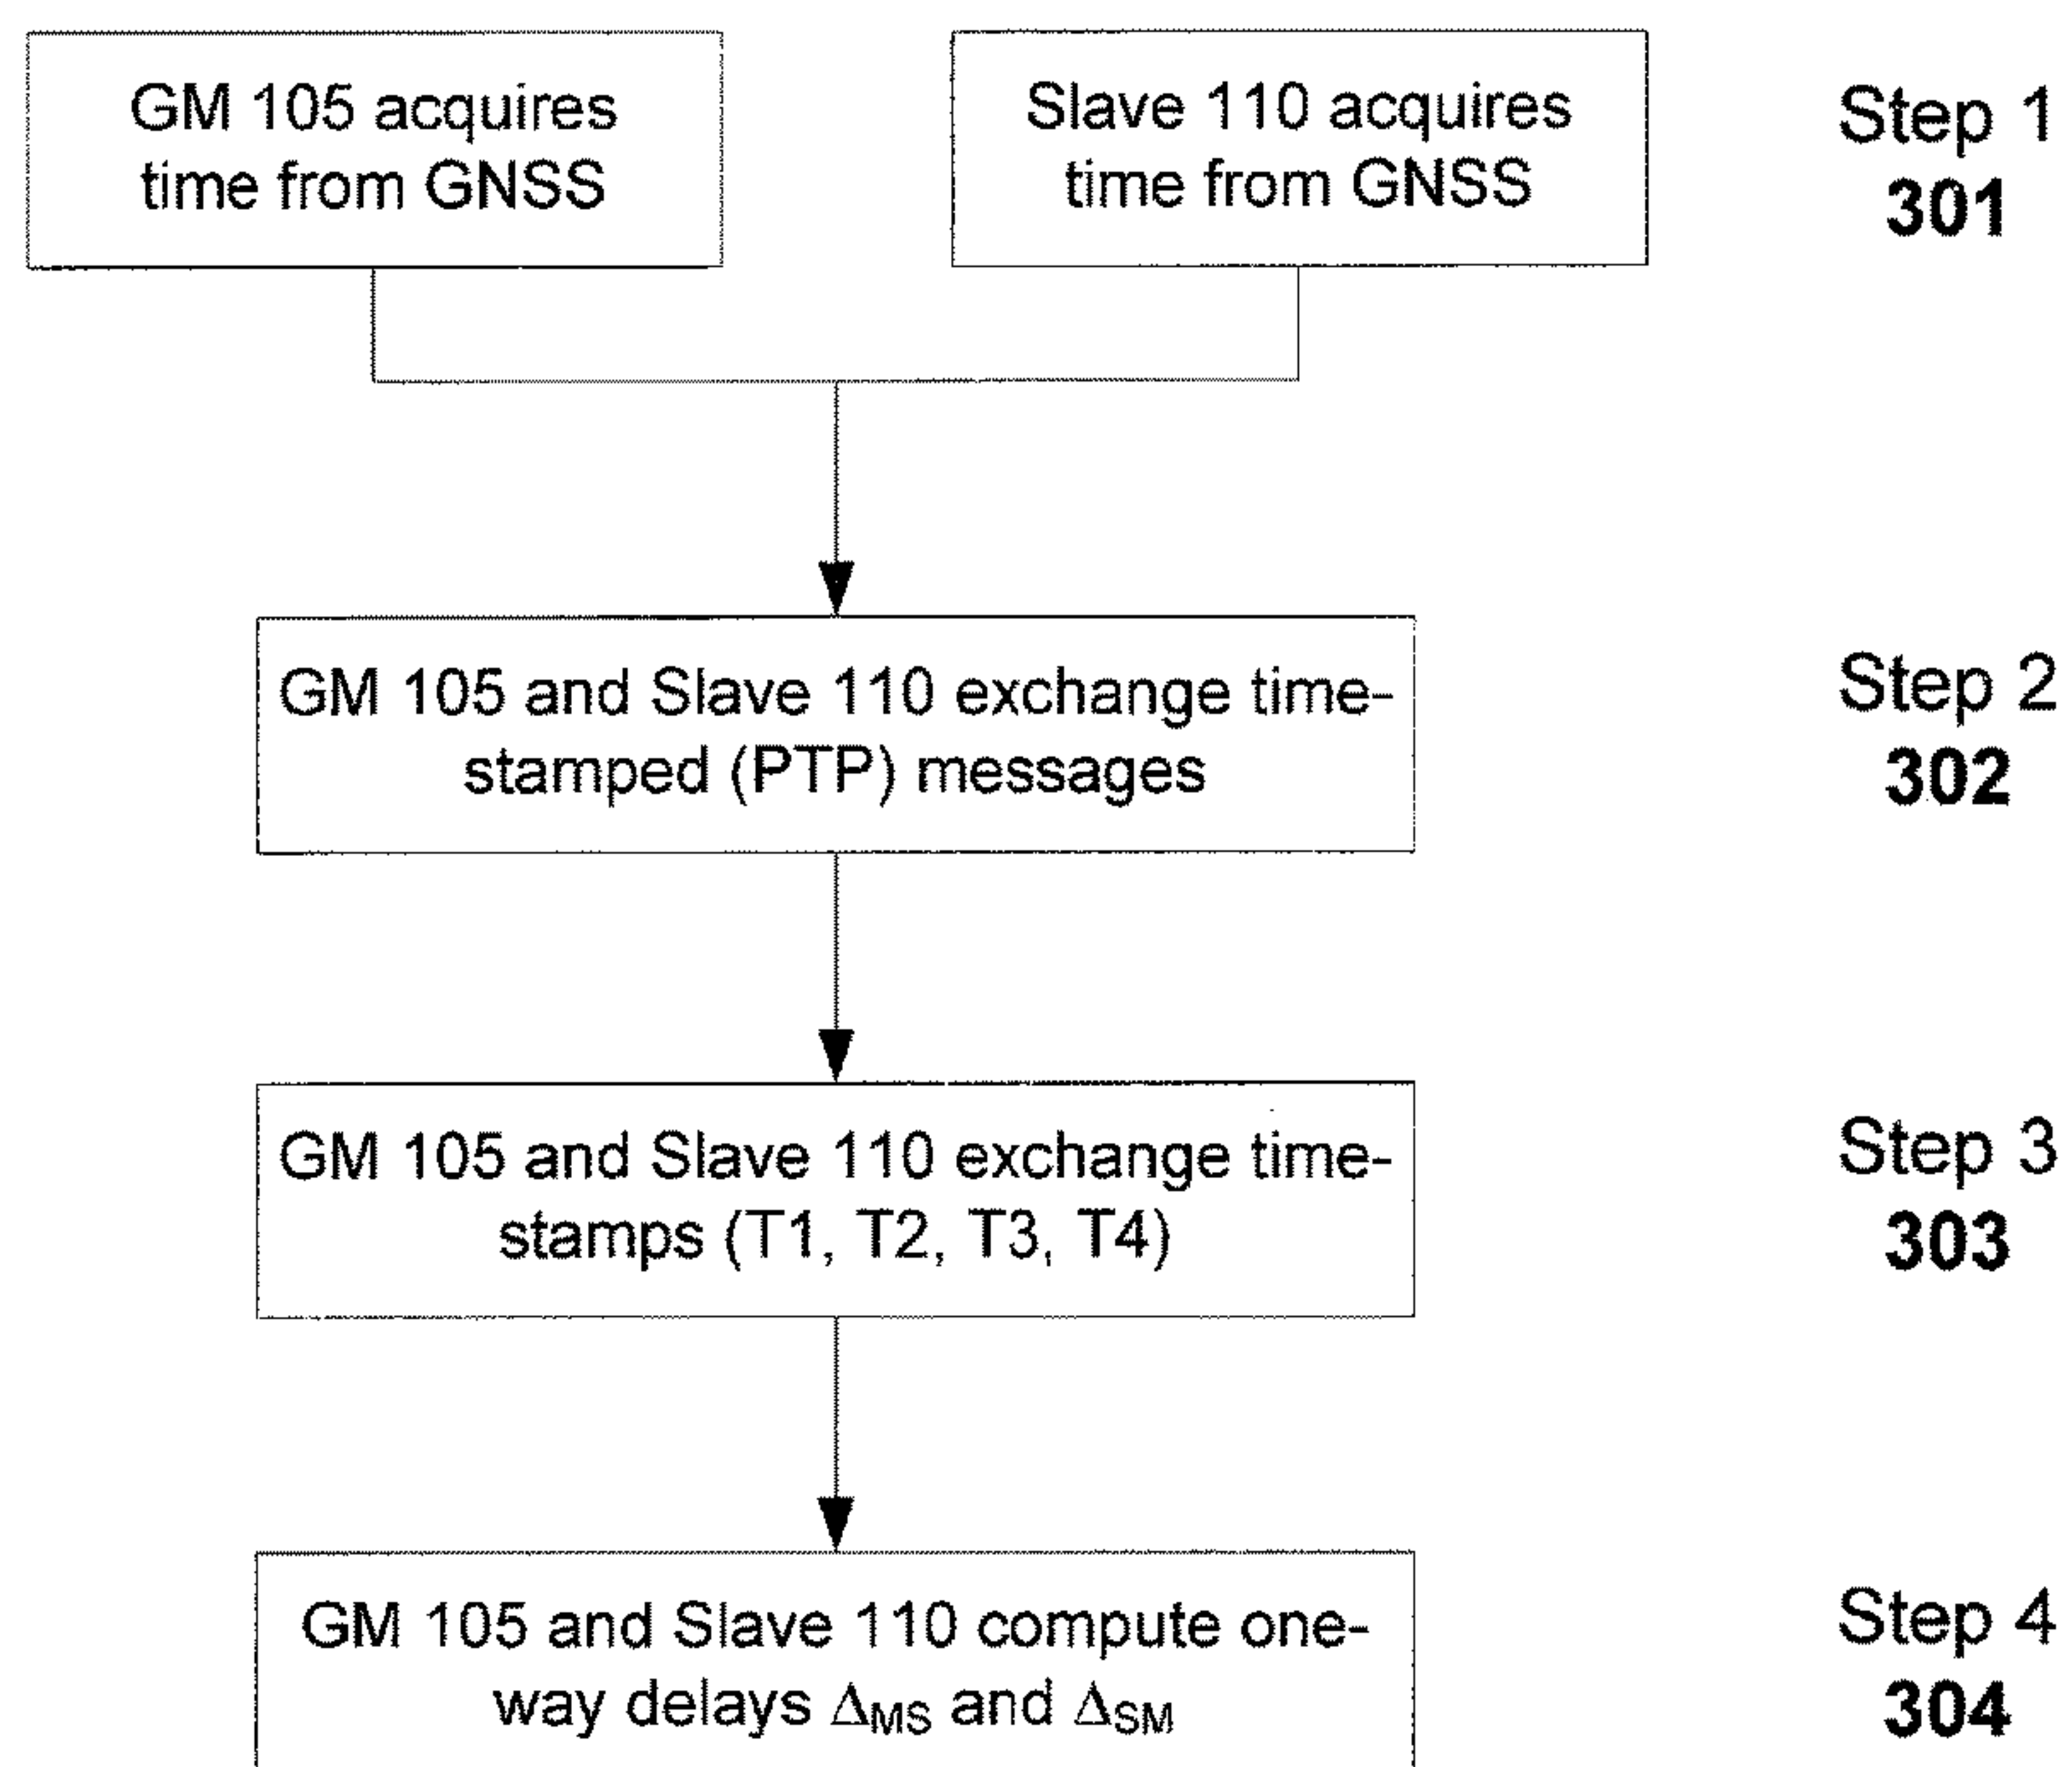 GM 105 acquires
time from GNSS
Slave 110 acquires
time from GNSS
Step 1
301
GM 105 and Slave 110 exchange time-
stamped (PTP) messages
Step 2
302
GM 105 and Slave 110 exchange time-
stamps (T1, T2, T3, T4)
Step 3
303
GM 105 and Slave 110 compute one-
way delays Δ_MS and Δ_SM
Step 4
304